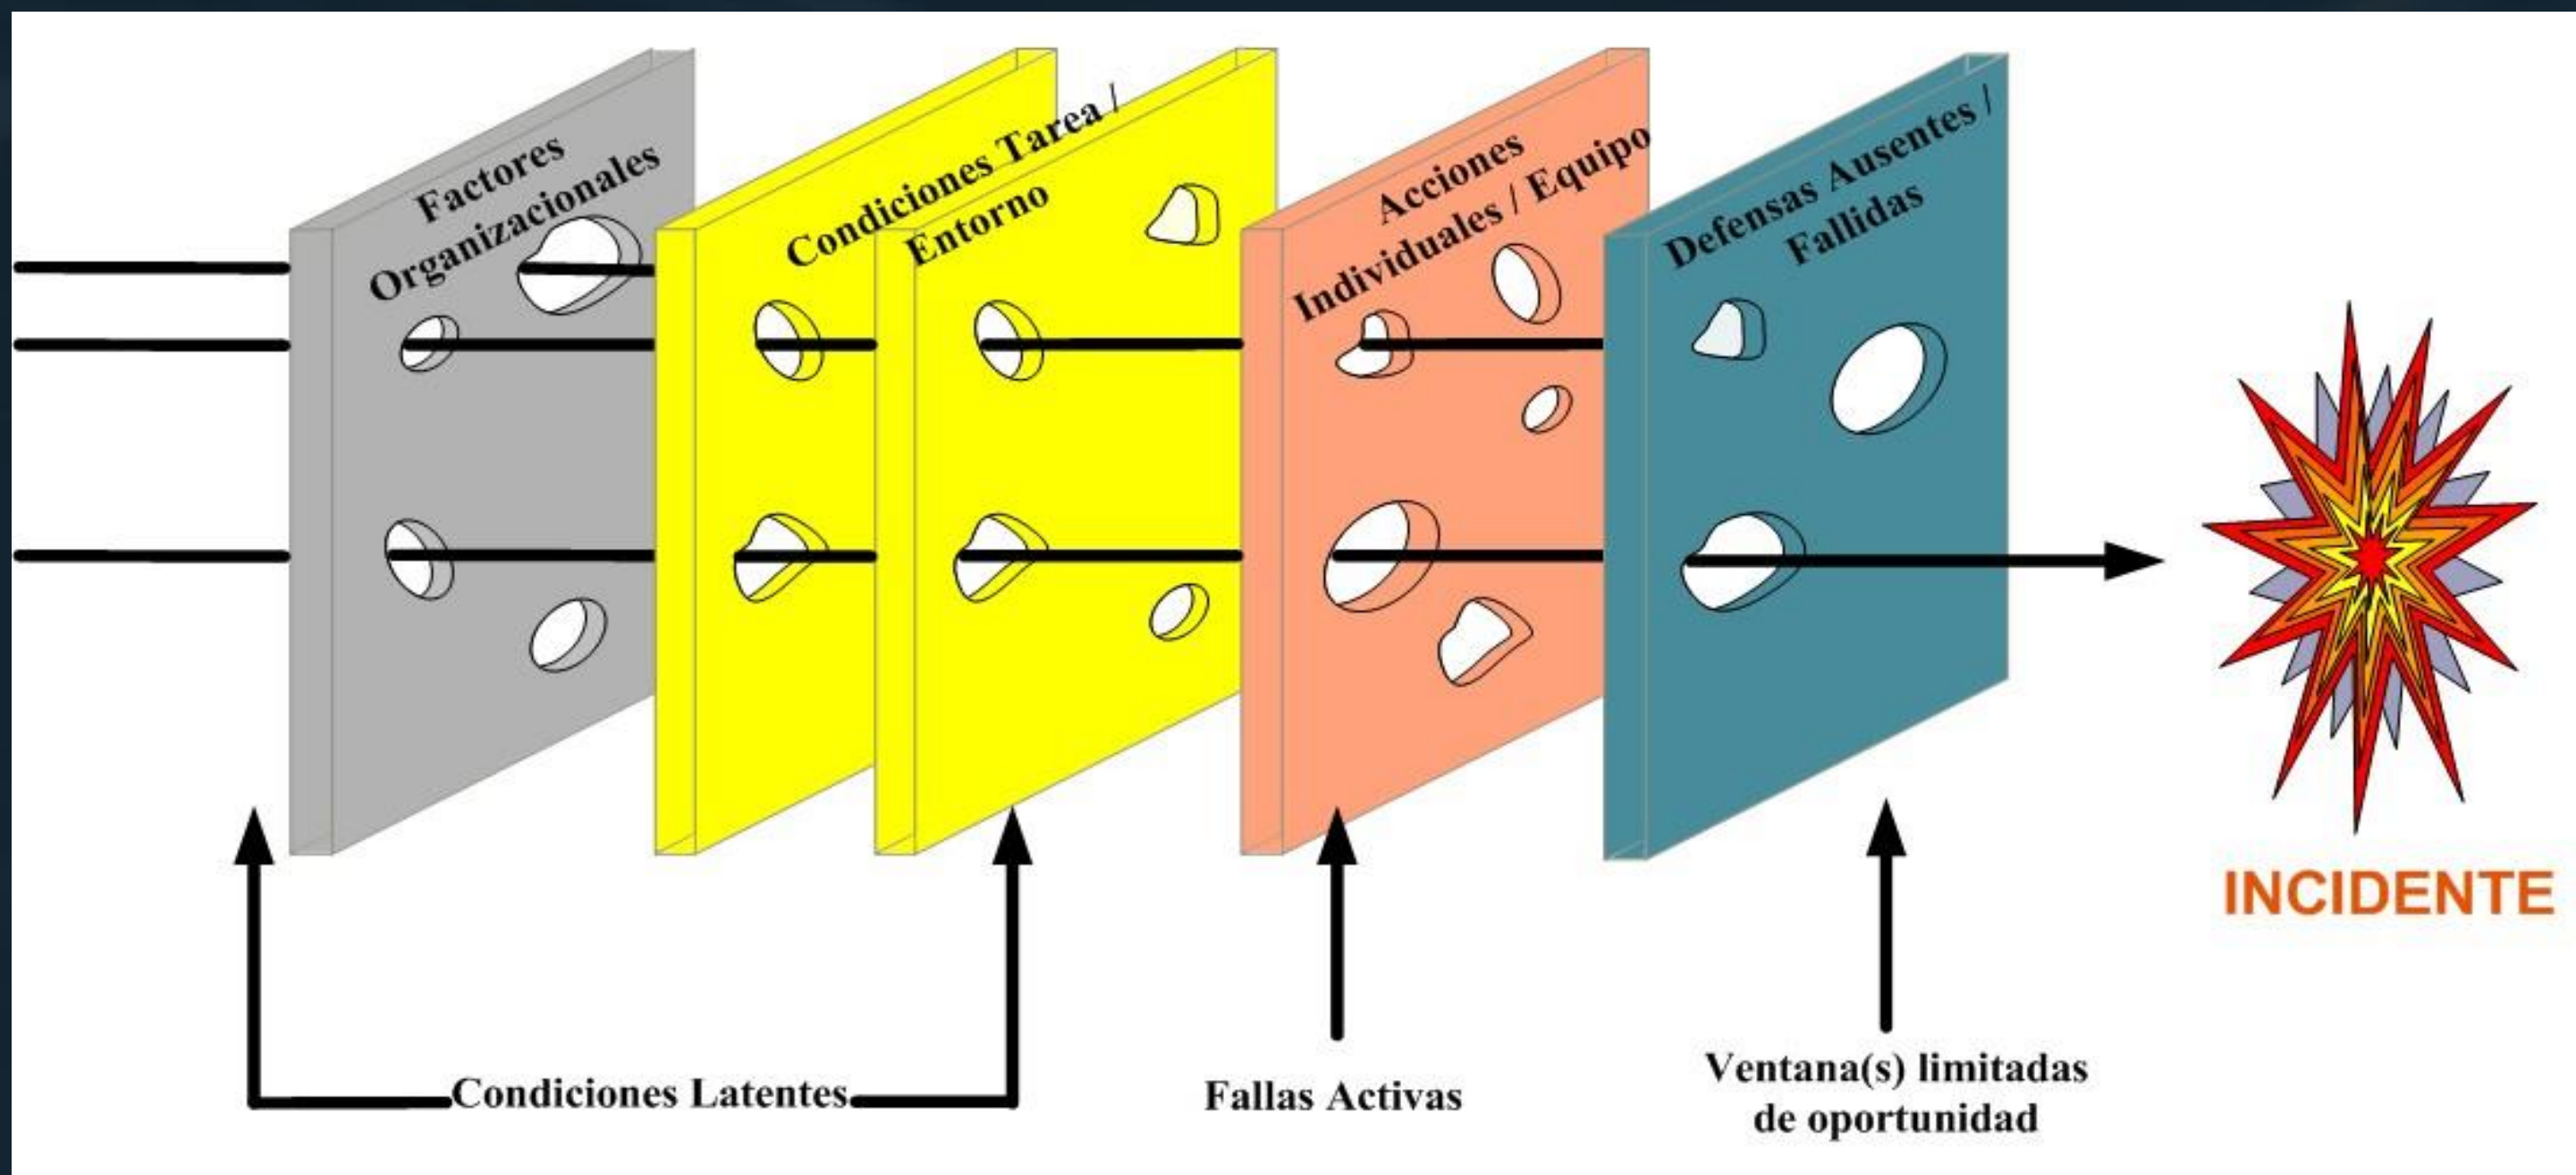 Factores
Organizacionales
Condiciones Tarea /
Entorno
Acciones
Individuales / Equipo
Defensas Ausentes /
Fallidas
INCIDENTE
Condiciones Latentes
Fallas Activas
Ventana(s) limitadas
de oportunidad